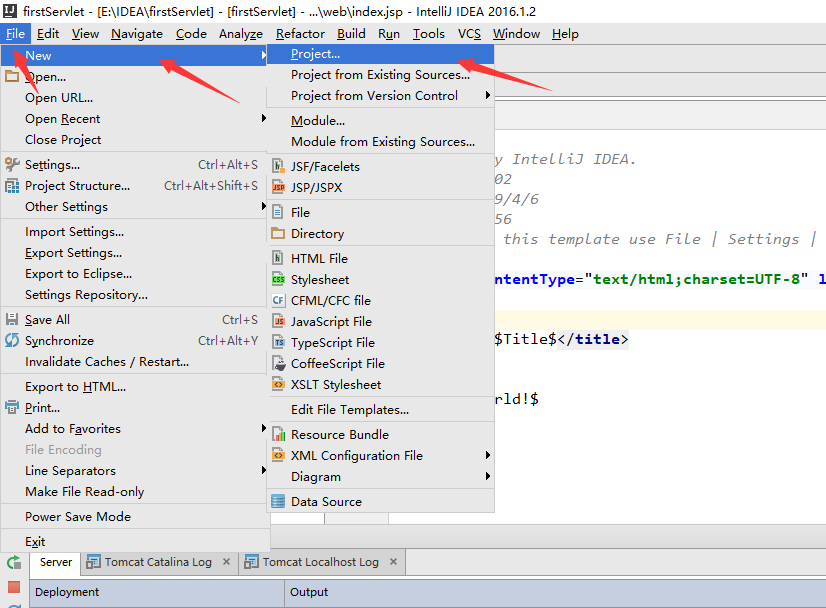 firstServlet - [E:\IDEA\firstServlet] - [firstServlet] - ...\web\index.jsp - IntelliJ IDEA 2016.1.2
File Edit View Navigate Code Analyze Refactor Build Run Tools VCS Window Help
New
Open...
Open URL...
Open Recent
Close Project
Settings... Ctrl+Alt+S
Project Structure... Ctrl+Alt+Shift+S
Other Settings
Import Settings...
Export Settings...
Export to Eclipse...
Settings Repository...
Save All Ctrl+S
Synchronize Ctrl+Alt+Y
Invalidate Caches / Restart...
Export to HTML...
Print...
Add to Favorites
File Encoding
Line Separators
Make File Read-only
Power Save Mode
Exit
Project...
Project from Existing Sources...
Project from Version Control
Module...
Module from Existing Sources...
JSF/Facelets
JSP JSP/JSPX
File
Directory
HTML File
CSS Stylesheet
CF CFML/CFC file
JS JavaScript File
TS TypeScript File
CoffeeScript File
XSLT Stylesheet
Edit File Templates...
Resource Bundle
XML Configuration File
Diagram
Data Source
y IntelliJ IDEA.
02
9/4/6
56
this template use File | Settings |
ntentType="text/html;charset=UTF-8" l
$Title$</title>
rld!$
Server Tomcat Catalina Log Tomcat Localhost Log
Deployment Output